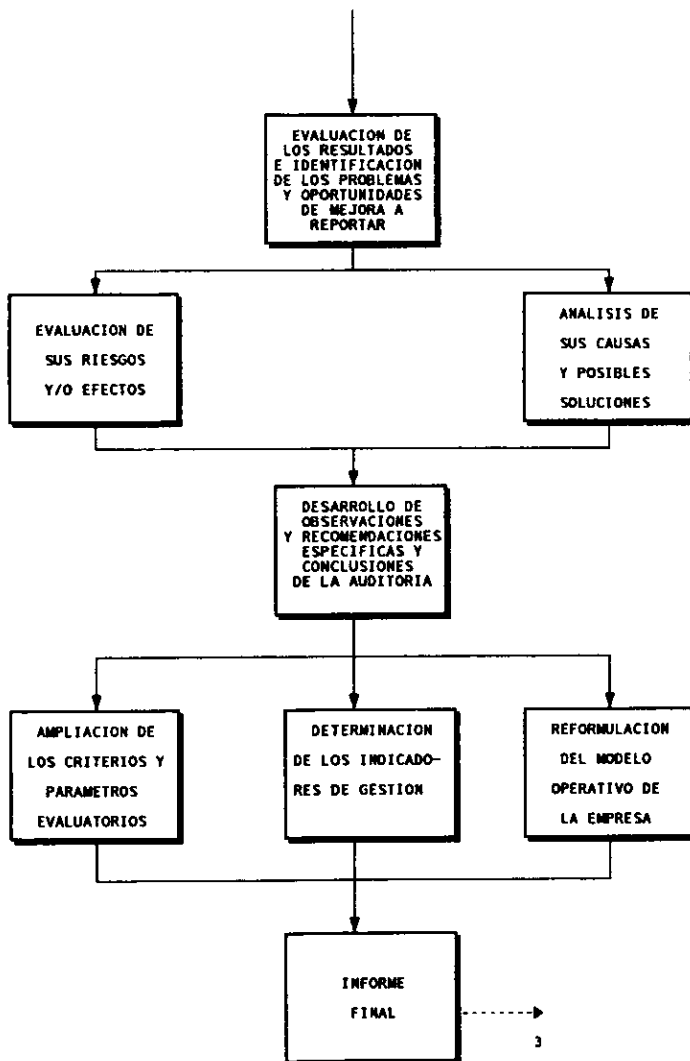 EVALUACION DE
LOS RESULTADOS
E IDENTIFICACION
DE LOS PROBLEMAS
Y OPORTUNIDADES
DE MEJORA A
REPORTAR
EVALUACION DE
SUS RIESGOS
Y/O EFECTOS
ANALISIS DE
SUS CAUSAS
Y POSIBLES
SOLUCIONES
DESARROLLO DE
OBSERVACIONES
Y RECOMENDACIONES
ESPECIFICAS Y
CONCLUSIONES
DE LA AUDITORIA
AMPLIACION DE
LOS CRITERIOS Y
PARAMETROS
EVALUATORIOS
DETERMINACION
DE LOS INDICADO-
RES DE GESTION
REFORMULACION
DEL MODELO
OPERATIVO DE
LA EMPRESA
INFORME
FINAL
3